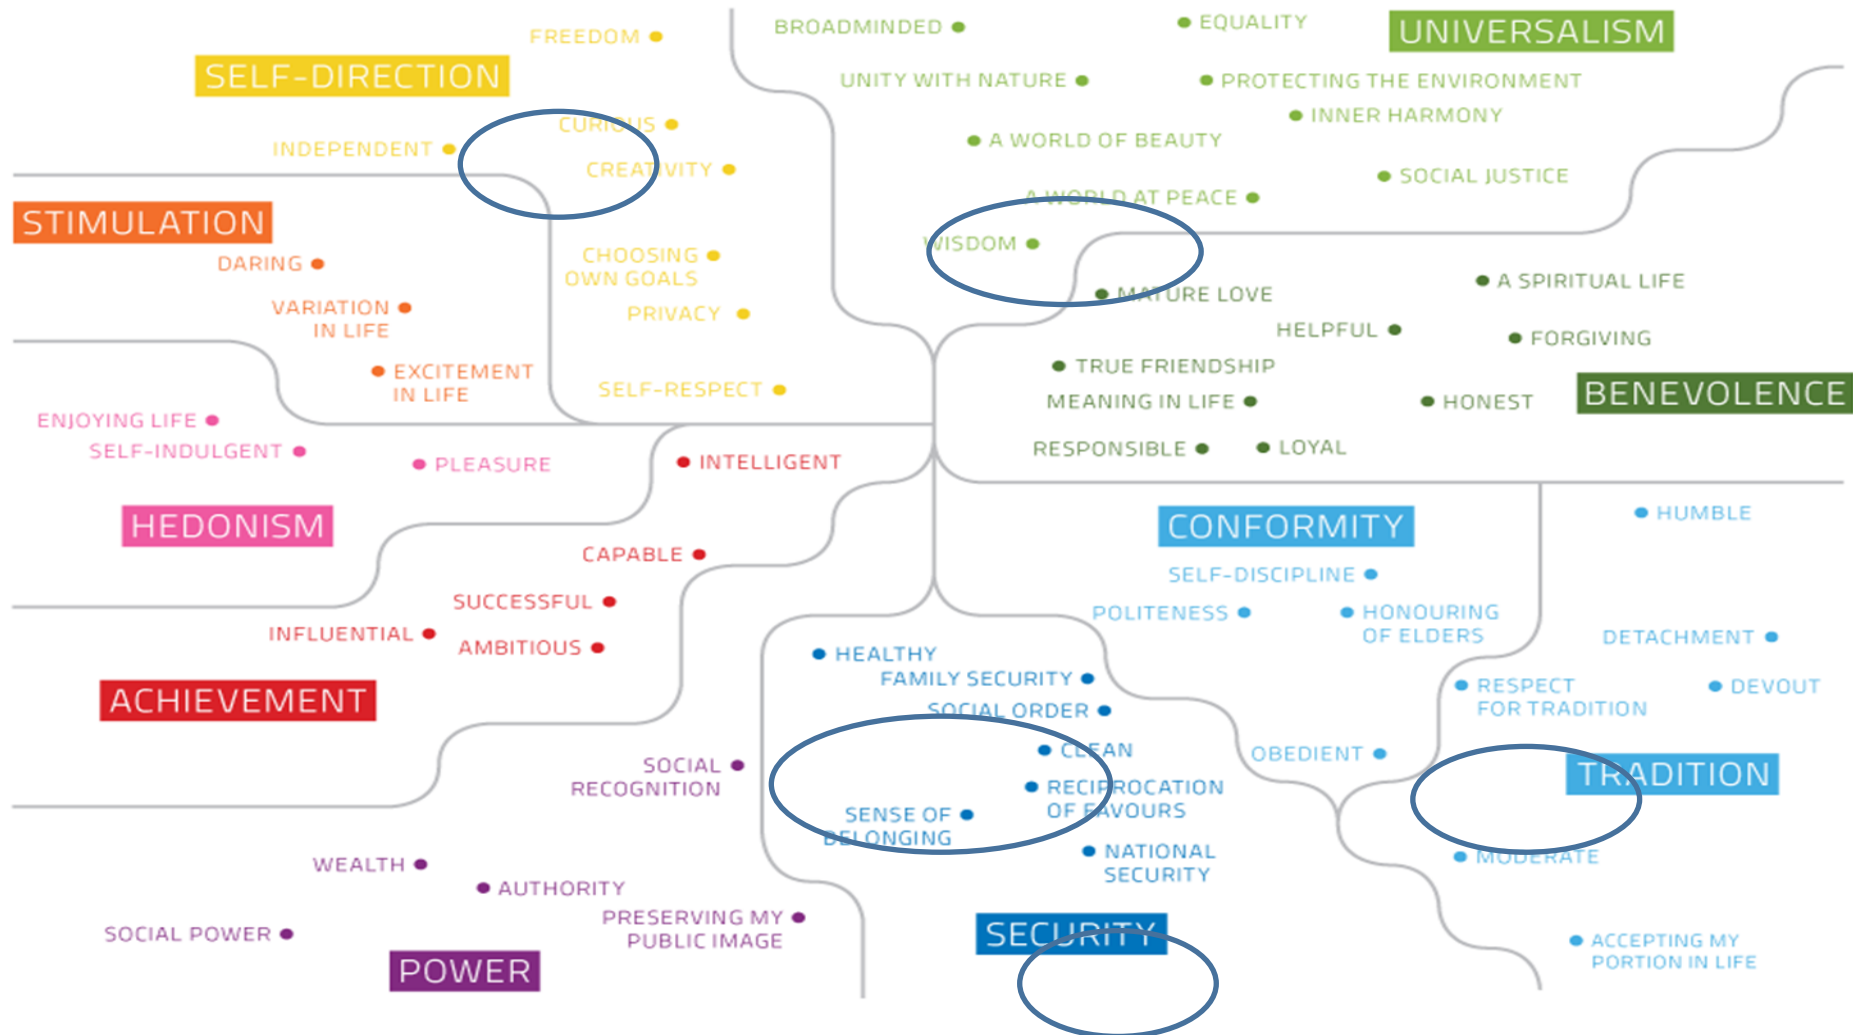 FREEDOM
SELF-DIRECTION
CURIOUS
INDEPENDENT
CREATIVITY
CHOOSING
OWN GOALS
PRIVACY
SELF-RESPECT
BROADMINDED
EQUALITY
UNIVERSALISM
UNITY WITH NATURE
PROTECTING THE ENVIRONMENT
INNER HARMONY
A WORLD OF BEAUTY
SOCIAL JUSTICE
A WORLD AT PEACE
WISDOM
STIMULATION
DARING
VARIATION
IN LIFE
EXCITEMENT
IN LIFE
MATURE LOVE
A SPIRITUAL LIFE
HELPFUL
FORGIVING
TRUE FRIENDSHIP
BENEVOLENCE
MEANING IN LIFE
HONEST
RESPONSIBLE
LOYAL
ENJOYING LIFE
SELF-INDULGENT
PLEASURE
HEDONISM
INTELLIGENT
CAPABLE
SUCCESSFUL
INFLUENTIAL
AMBITIOUS
ACHIEVEMENT
CONFORMITY
SELF-DISCIPLINE
POLITENESS
HONOURING
OF ELDERS
OBEDIENT
HUMBLE
DETACHMENT
RESPECT
FOR TRADITION
DEVOUT
TRADITION
MODERATE
ACCEPTING MY
PORTION IN LIFE
HEALTHY
FAMILY SECURITY
SOCIAL ORDER
CLEAN
RECIPROCATION
OF FAVOURS
SENSE OF
BELONGING
NATIONAL
SECURITY
SECURITY
SOCIAL
RECOGNITION
WEALTH
AUTHORITY
PRESERVING MY
PUBLIC IMAGE
SOCIAL POWER
POWER